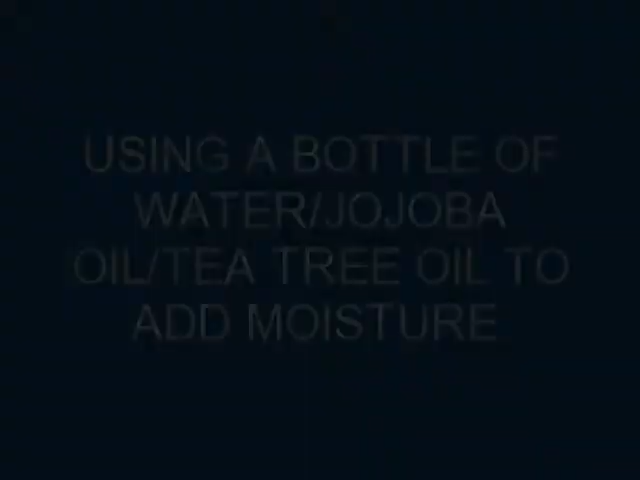 USING A BOTTLE OF
WATER/JOJOBA
OIL/TEA TREE OIL TO
ADD MOISTURE